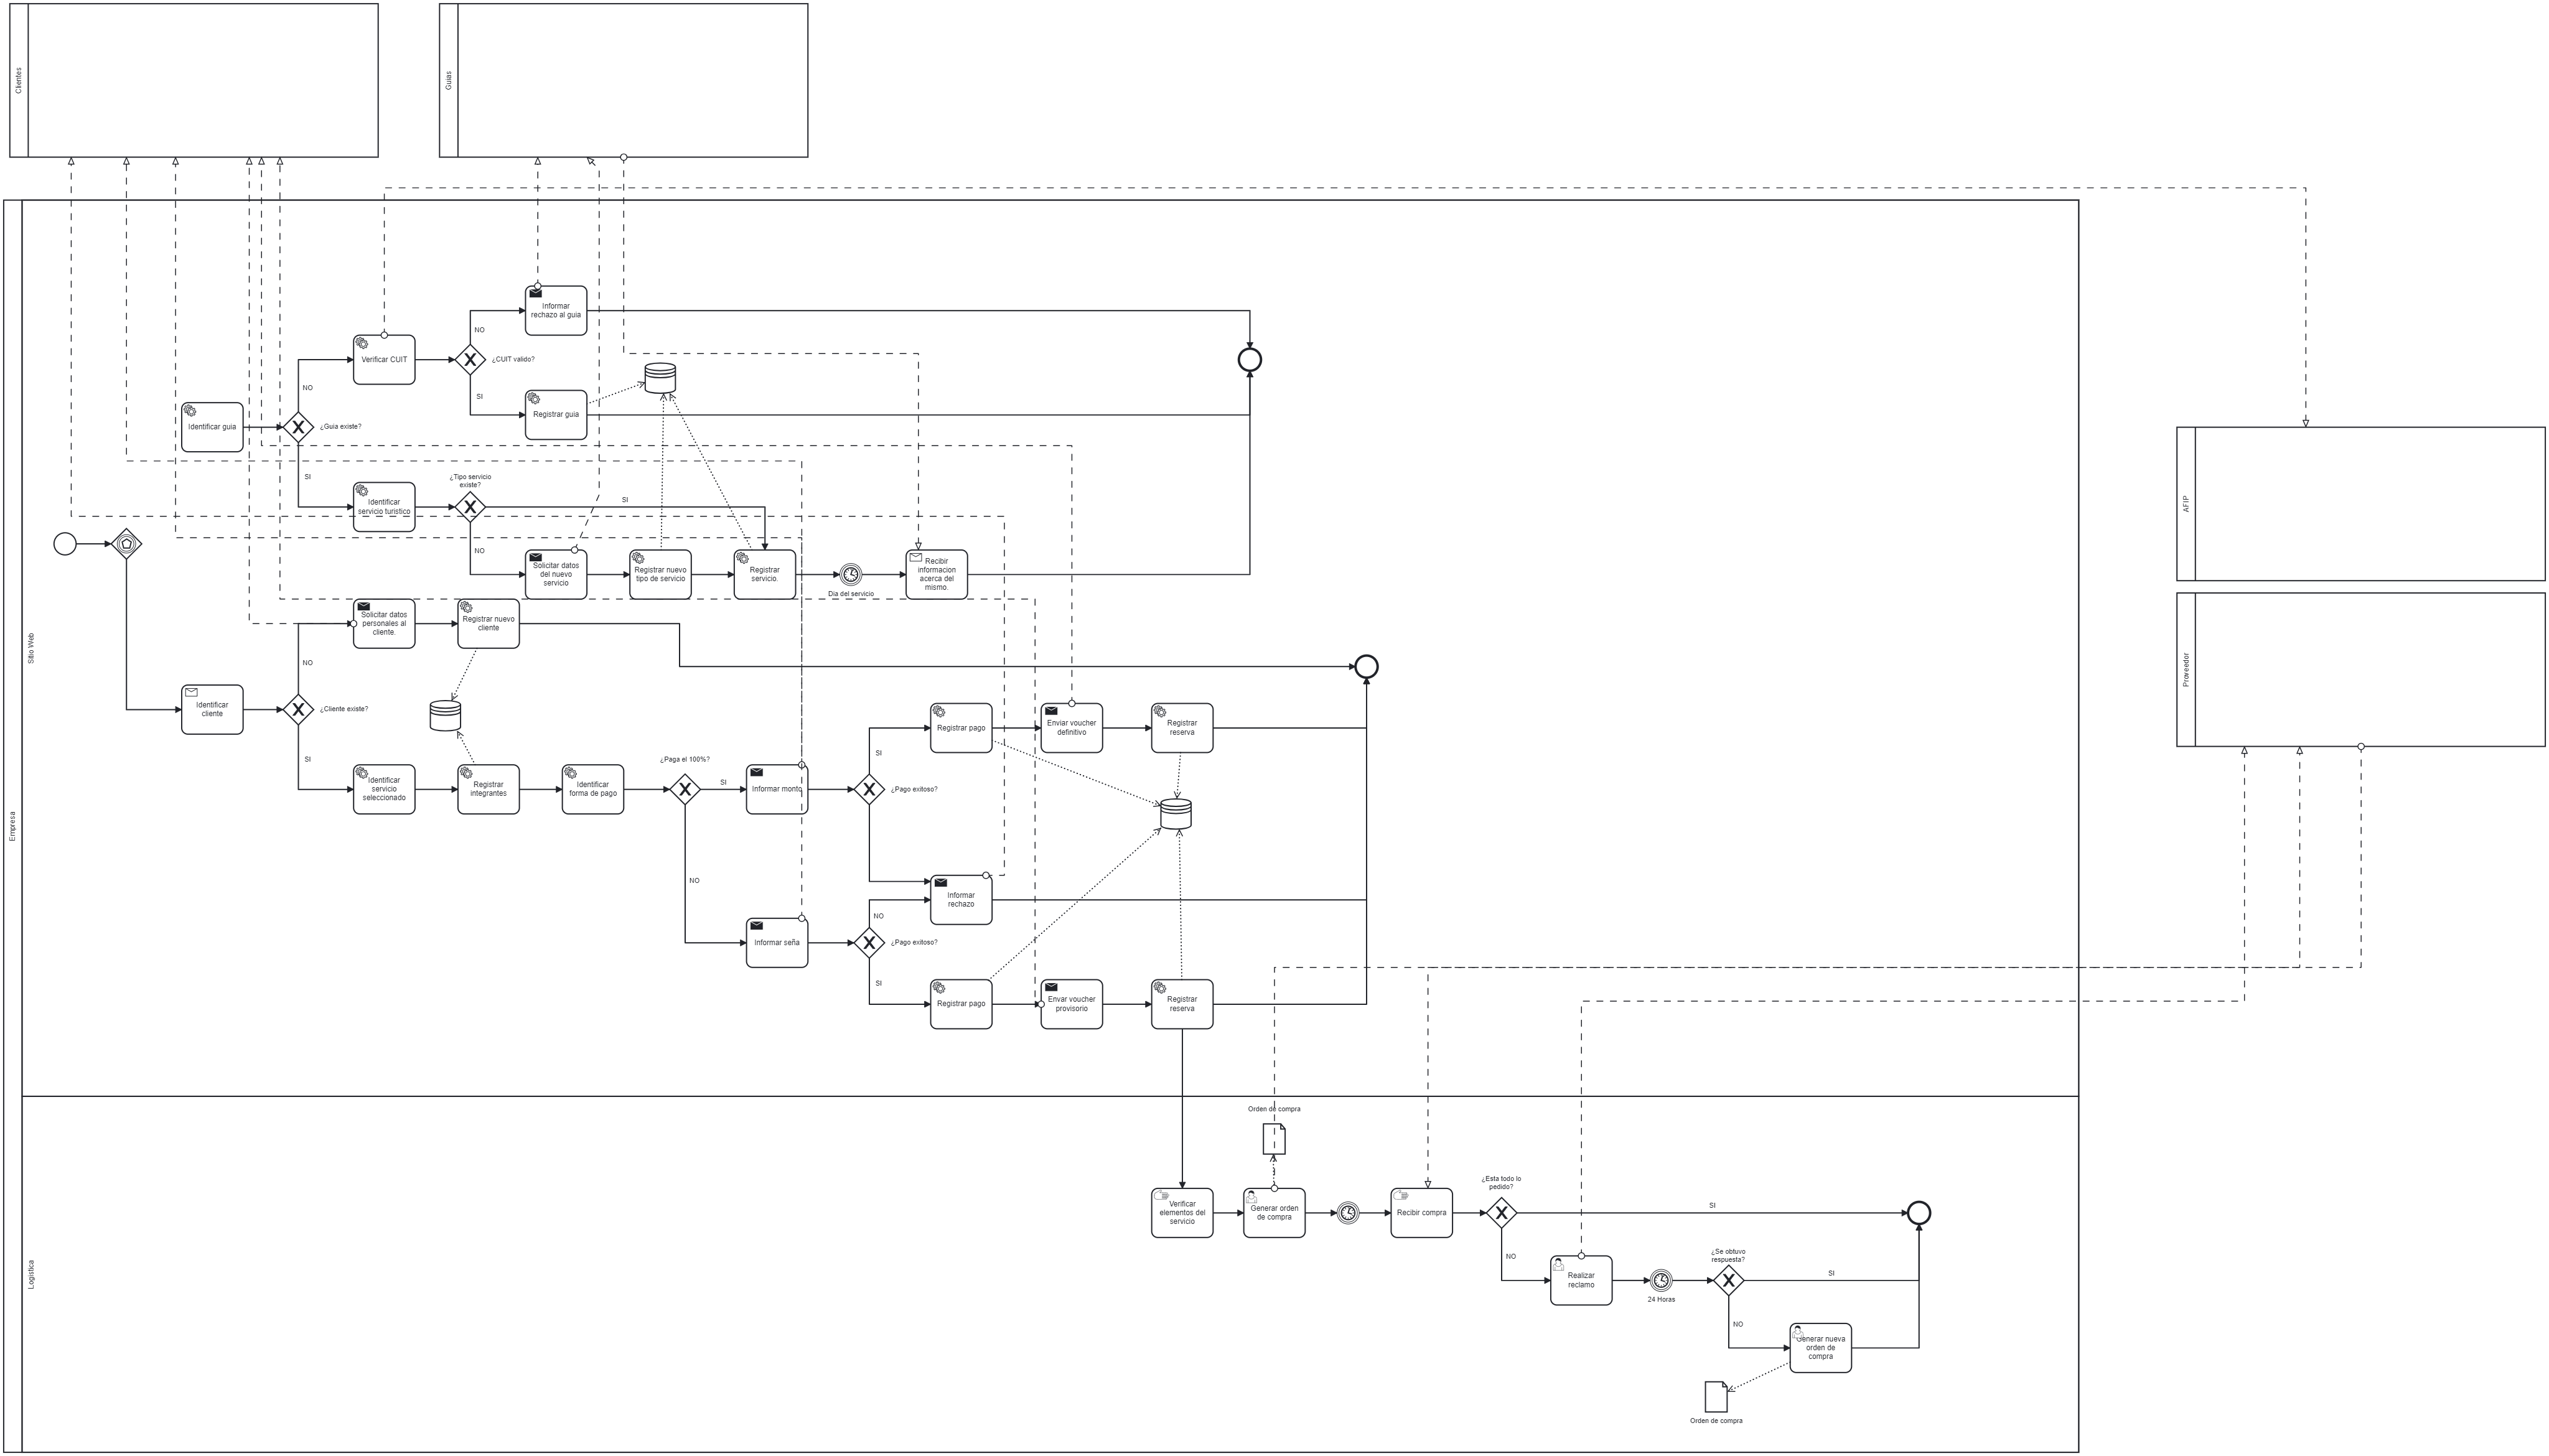 Clientes
Guias
Empresa
Sitio Web
Logistica
AFIP
Proveedor
Informar
rechazo al guia
NO
Verificar CUIT
¿CUIT valido?
NO
SI
Registrar guia
Identificar guia
¿Guia existe?
SI
¿Tipo servicio
existe?
SI
Identificar
servicio turistico
NO
Solicitar datos
del nuevo
servicio
Registrar nuevo
tipo de servicio
Registrar
servicio.
Dia del servicio
Recibir
informacion
acerca del
mismo.
Solicitar datos
personales al
cliente.
Registrar nuevo
cliente
NO
Identificar
cliente
¿Cliente existe?
SI
Identificar
servicio
seleccionado
Registrar
integrantes
Identificar
forma de pago
¿Paga el 100%?
SI
Informar monto
¿Pago exitoso?
SI
Registrar pago
Enviar voucher
definitivo
Registrar
reserva
NO
Informar
rechazo
NO
Informar seña
¿Pago exitoso?
SI
Registrar pago
Envar voucher
provisorio
Registrar
reserva
Orden de compra
Verificar
elementos del
servicio
Generar orden
de compra
Recibir compra
¿Esta todo lo
pedido?
SI
NO
Realizar
reclamo
24 Horas
¿Se obtuvo
respuesta?
SI
NO
Generar nueva
orden de
compra
Orden de compra